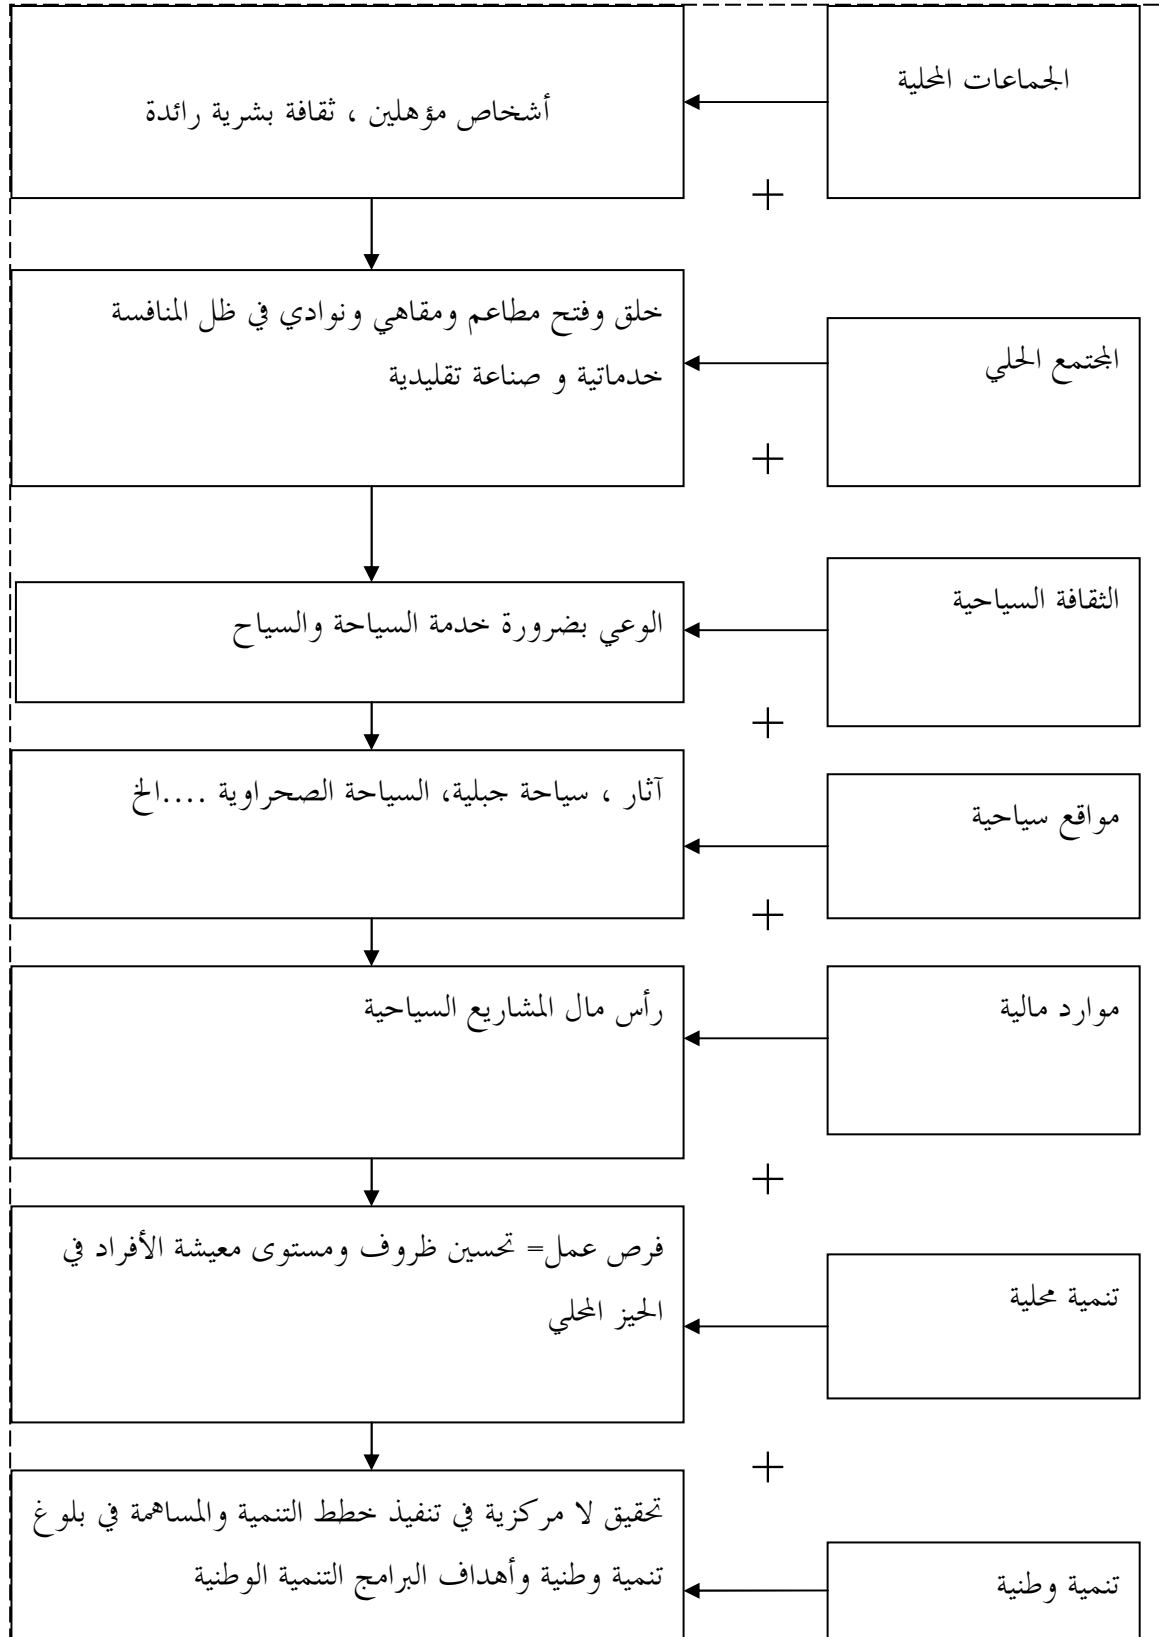 الجماعات المحلية
أشخاص مؤهلين ، ثقافة بشرية رائدة
+
المجتمع الحلي
خلق وفتح مطاعم ومقاهي ونوادي في ظل المنافسة
خدماتية و صناعة تقليدية
+
الثقافة السياحية
الوعي بضرورة خدمة السياحة والسياح
+
مواقع سياحية
آثار ، سياحة جبلية، السياحة الصحراوية ....الخ
+
موارد مالية
رأس مال المشاريع السياحية
+
تنمية محلية
فرص عمل= تحسين ظروف ومستوى معيشة الأفراد في
الحيز المحلي
+
تنمية وطنية
تحقيق لا مركزية في تنفيذ خطط التنمية والمساهمة في بلوغ
تنمية وطنية وأهداف البرامج التنمية الوطنية